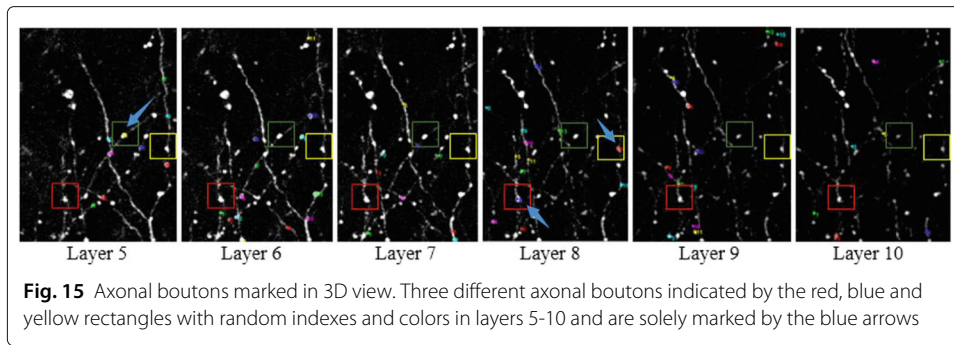 Layer 5 Layer 6 Layer 7 Layer 8 Layer 9 Layer 10
Fig. 15 Axonal boutons marked in 3D view. Three different axonal boutons indicated by the red, blue and
yellow rectangles with random indexes and colors in layers 5-10 and are solely marked by the blue arrows